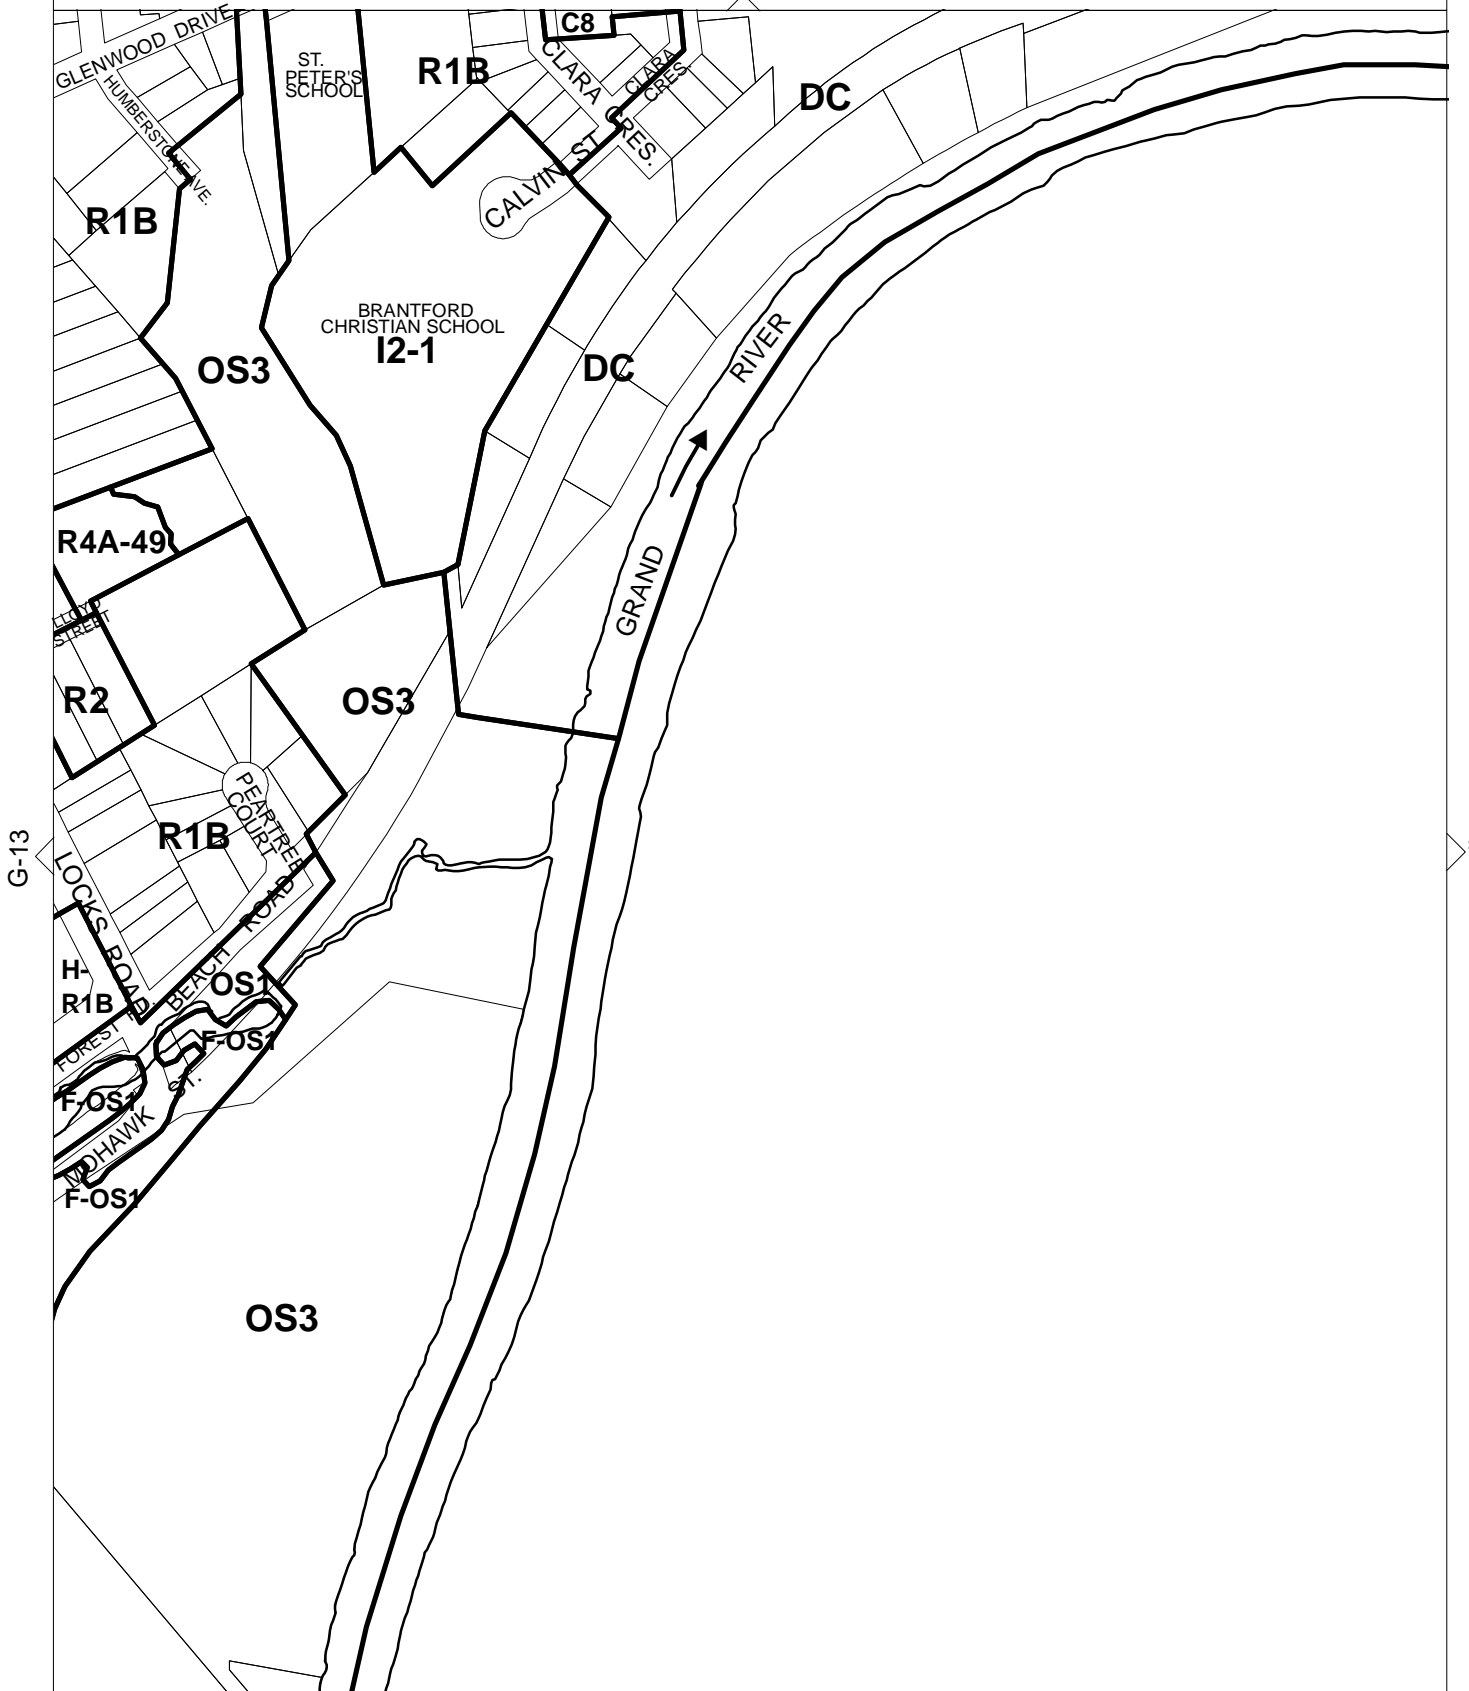 C8
GLENWOOD DRIVE
ST.
PETER'S
SCHOOL
R1B
CLARA CRES.
CLARA
CRES.
DC
HUMBERSTONE AVE.
CALVIN ST.
R1B
BRANTFORD
CHRISTIAN SCHOOL
I2-1
OS3
DC
RIVER
GRAND
R4A-49
LLOYD
STREET
R2
OS3
PEARTREE
COURT
R1B
G-13
LOCKS ROAD
BEACH ROAD
H-
R1B
OS1
FOREST RD.
F-OS1
F-OS1
MOHAWK ST.
F-OS1
OS3